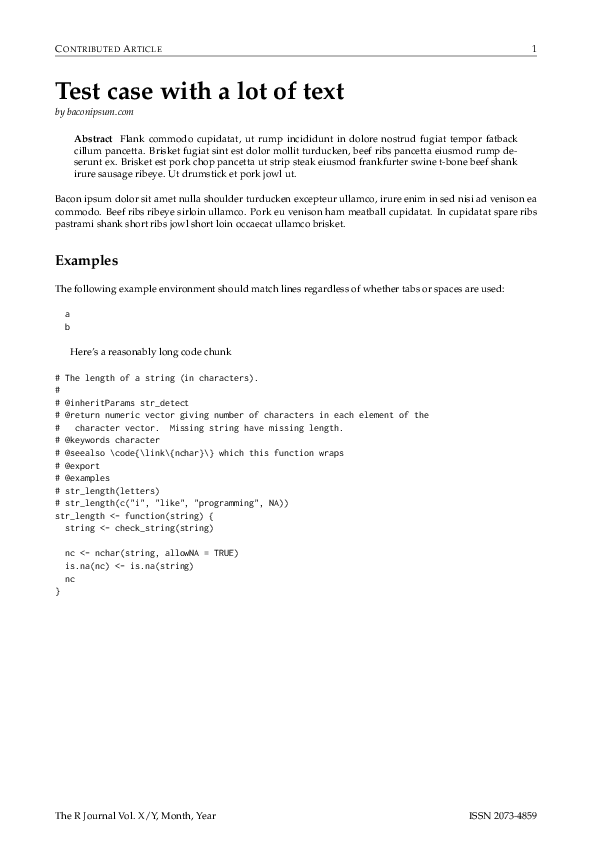 CONTRIBUTED ARTICLE 1
Test case with a lot of text
by baconipsum.com
Abstract Flank commodo cupidatat, ut rump incididunt in dolore nostrud fugiat tempor fatback
cillum pancetta. Brisket fugiat sint est dolor mollit turducken, beef ribs pancetta eiusmod rump de-
serunt ex. Brisket est pork chop pancetta ut strip steak eiusmod frankfurter swine t-bone beef shank
irure sausage ribeye. Ut drumstick et pork jowl ut.
Bacon ipsum dolor sit amet nulla shoulder turducken excepteur ullamco, irure enim in sed nisi ad venison ea
commodo. Beef ribs ribeye sirloin ullamco. Pork eu venison ham meatball cupidatat. In cupidatat spare ribs
pastrami shank short ribs jowl short loin occaecat ullamco brisket.
Examples
The following example environment should match lines regardless of whether tabs or spaces are used:
a
b
Here's a reasonably long code chunk
# The length of a string (in characters).
#
# @inheritParams str_detect
# @return numeric vector giving number of characters in each element of the
#   character vector.  Missing string have missing length.
# @keywords character
# @seealso \code{\link\{nchar}\} which this function wraps
# @export
# @examples
# str_length(letters)
# str_length(c("i", "like", "programming", NA))
str_length <- function(string) {
  string <- check_string(string)
  nc <- nchar(string, allowNA = TRUE)
  is.na(nc) <- is.na(string)
  nc
}
The R Journal Vol. X/Y, Month, Year ISSN 2073-4859